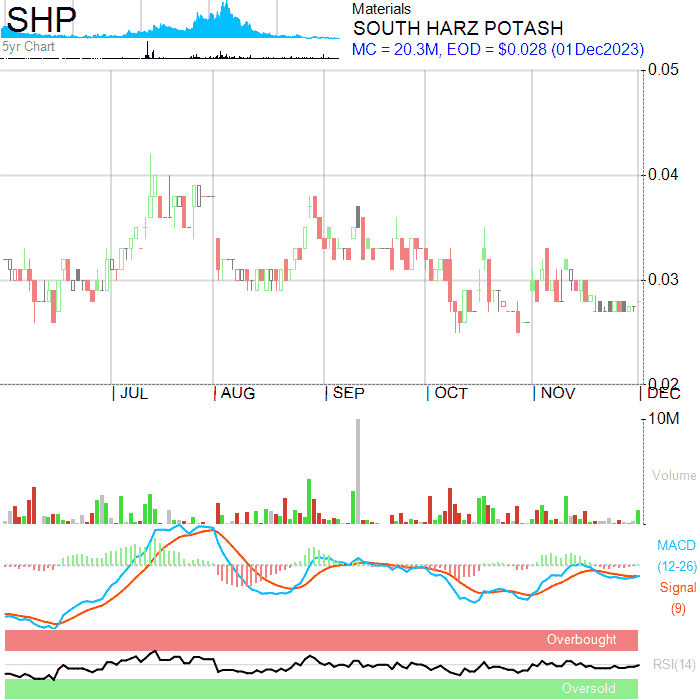 SHP
5yr Chart
Materials
SOUTH HARZ POTASH
MC = 20.3M, EOD = $0.028 (01Dec2023)
0.05
0.04
0.03
0.02
JUL AUG SEP OCT NOV DEC
10M
Volume
MACD
(12-26)
Signal
(9)
Overbought
RSI(14)
Oversold